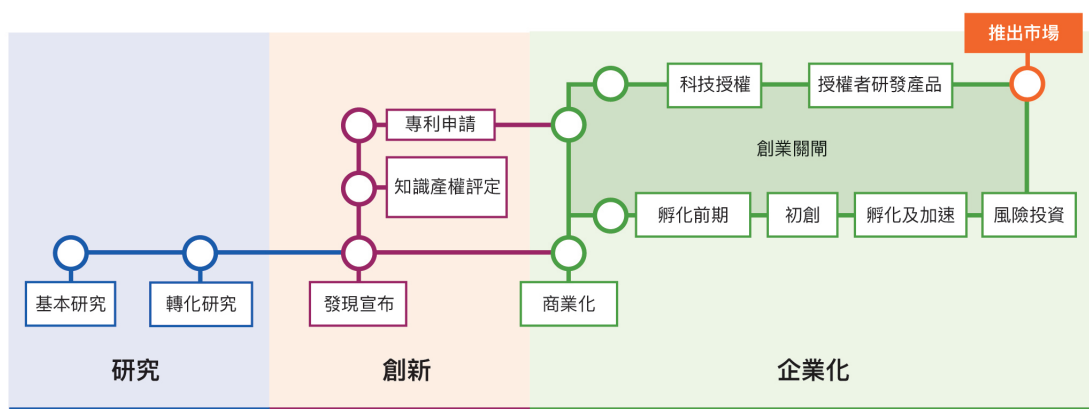 推出市場
科技授權
授權者研發產品
專利申請
創業關閘
知識產權評定
孵化前期
初創
孵化及加速
風險投資
基本研究
轉化研究
發現宣布
商業化
研究
創新
企業化